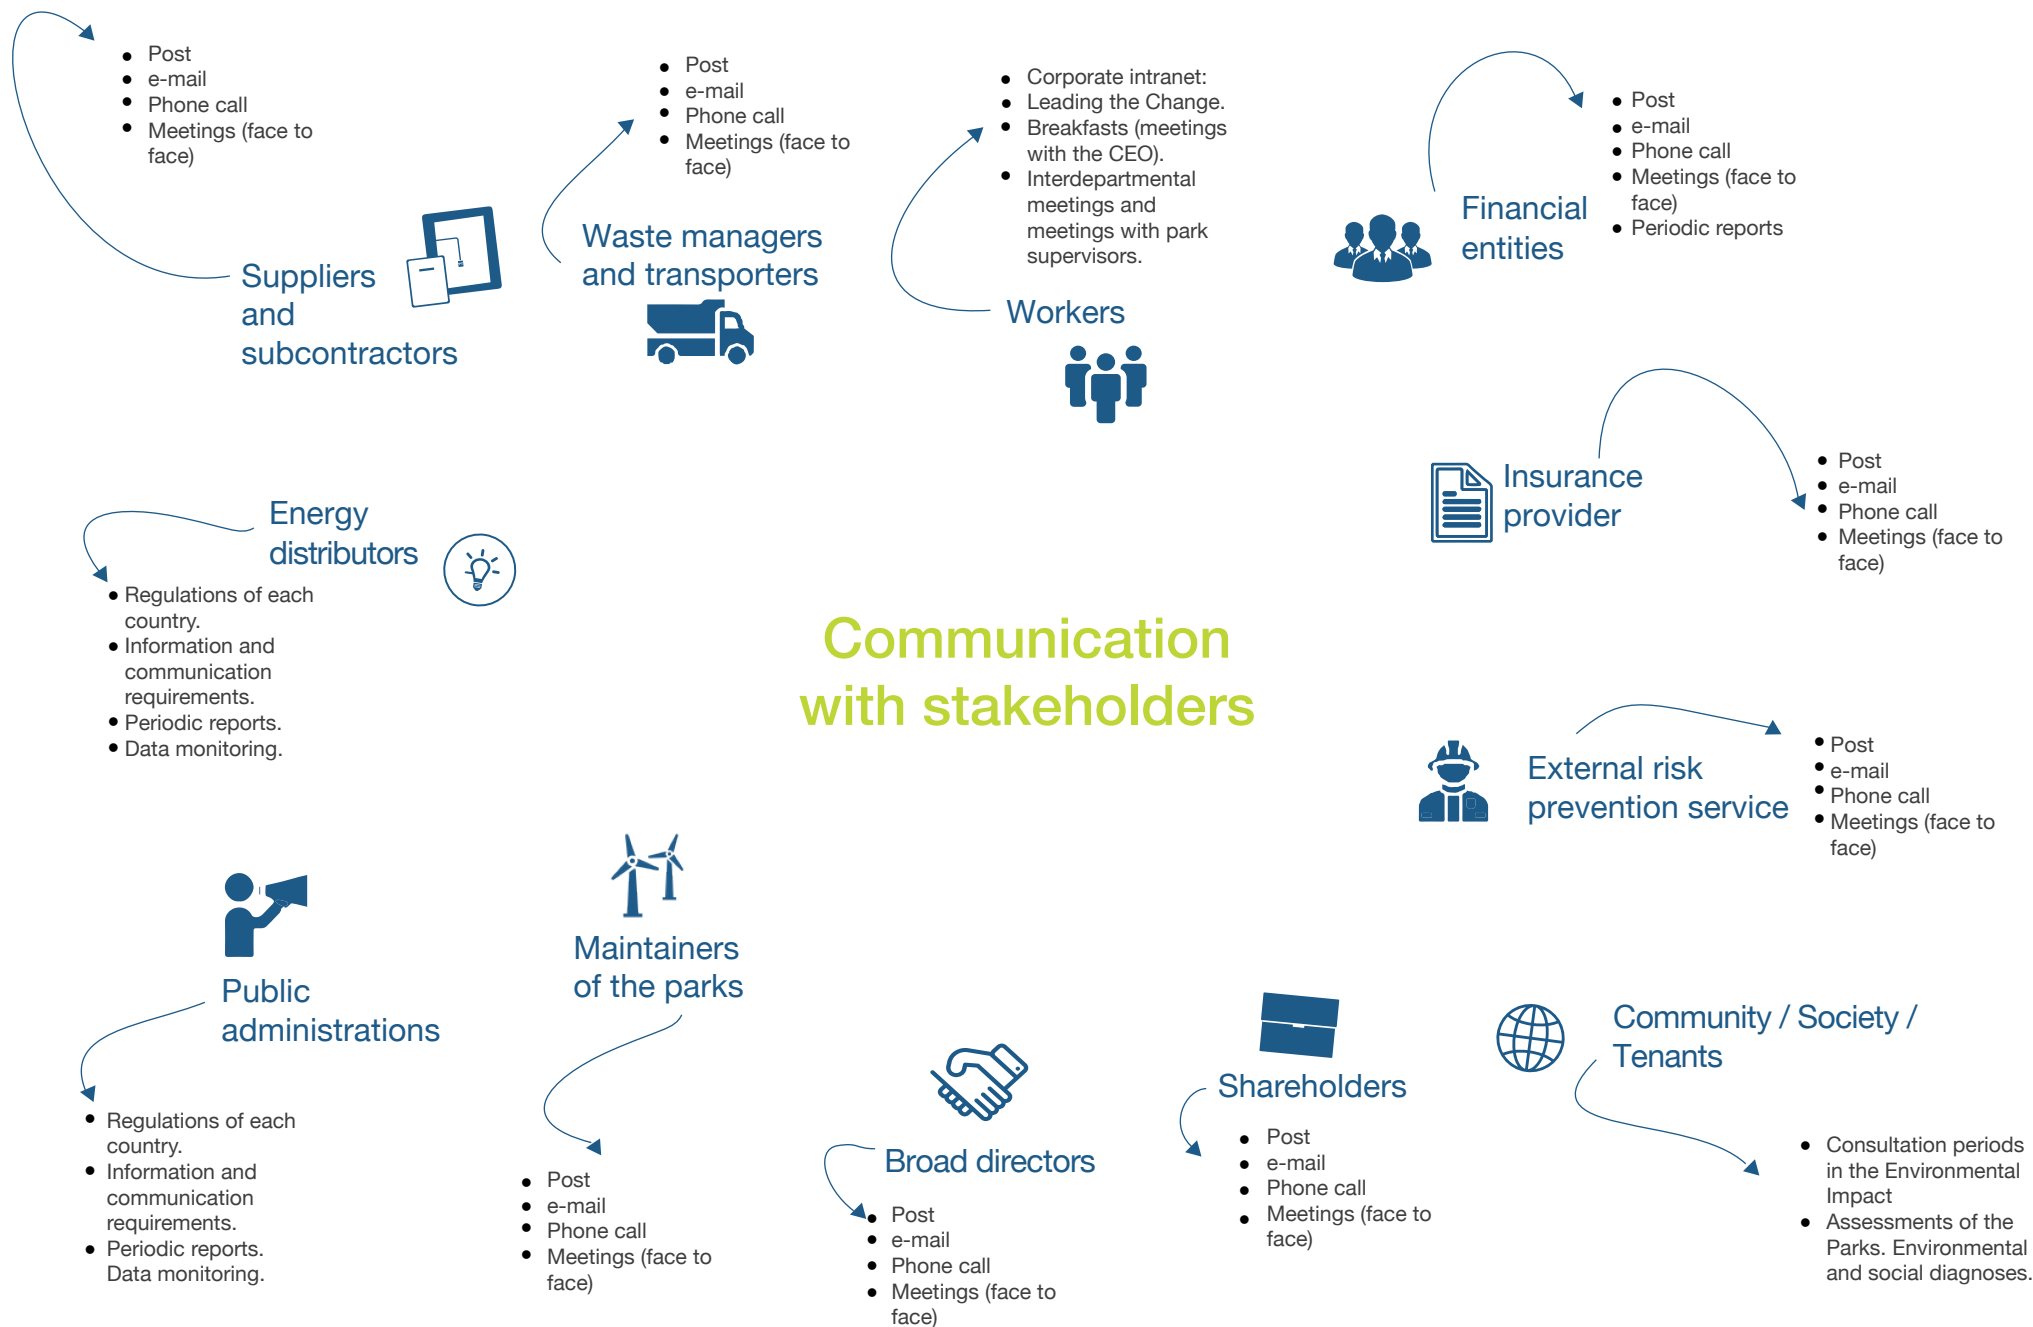 Post
e-mail
Phone call
Meetings (face to
face)
Suppliers
and
subcontractors
Post
e-mail
Phone call
Meetings (face to
face)
Waste managers
and transporters
Corporate intranet:
Leading the Change.
Breakfasts (meetings
with the CEO).
Interdepartmental
meetings and
meetings with park
supervisors.
Workers
Post
e-mail
Phone call
Meetings (face to
face)
Periodic reports
Financial
entities
Insurance
provider
Post
e-mail
Phone call
Meetings (face to
face)
Energy
distributors
Regulations of each
country.
Information and
communication
requirements.
Periodic reports.
Data monitoring.
Communication
with stakeholders
External risk
prevention service
Post
e-mail
Phone call
Meetings (face to
face)
Public
administrations
Regulations of each
country.
Information and
communication
requirements.
Periodic reports.
Data monitoring.
Maintainers
of the parks
Post
e-mail
Phone call
Meetings (face to
face)
Broad directors
Post
e-mail
Phone call
Meetings (face to
face)
Shareholders
Post
e-mail
Phone call
Meetings (face to
face)
Community / Society /
Tenants
Consultation periods
in the Environmental
Impact
Assessments of the
Parks. Environmental
and social diagnoses.